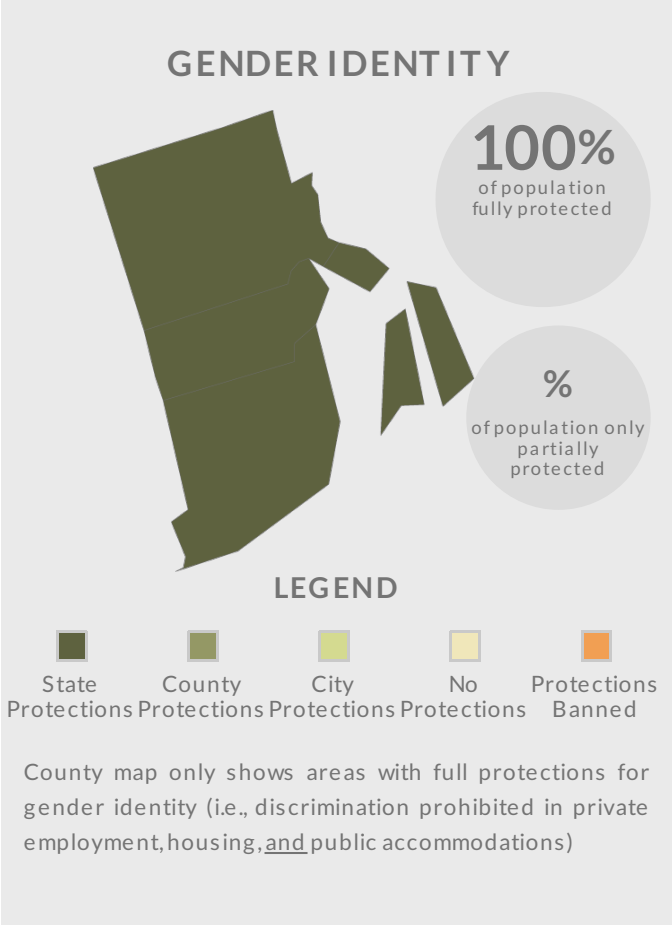 GENDER IDENTITY
100%
of population
fully protected
%
of population only
partially
protected
LEGEND
State
Protections
County
Protections
City
Protections
No
Protections
Protections
Banned
County map only shows areas with full protections for
gender identity (i.e., discrimination prohibited in private
employment, housing, and public accommodations)